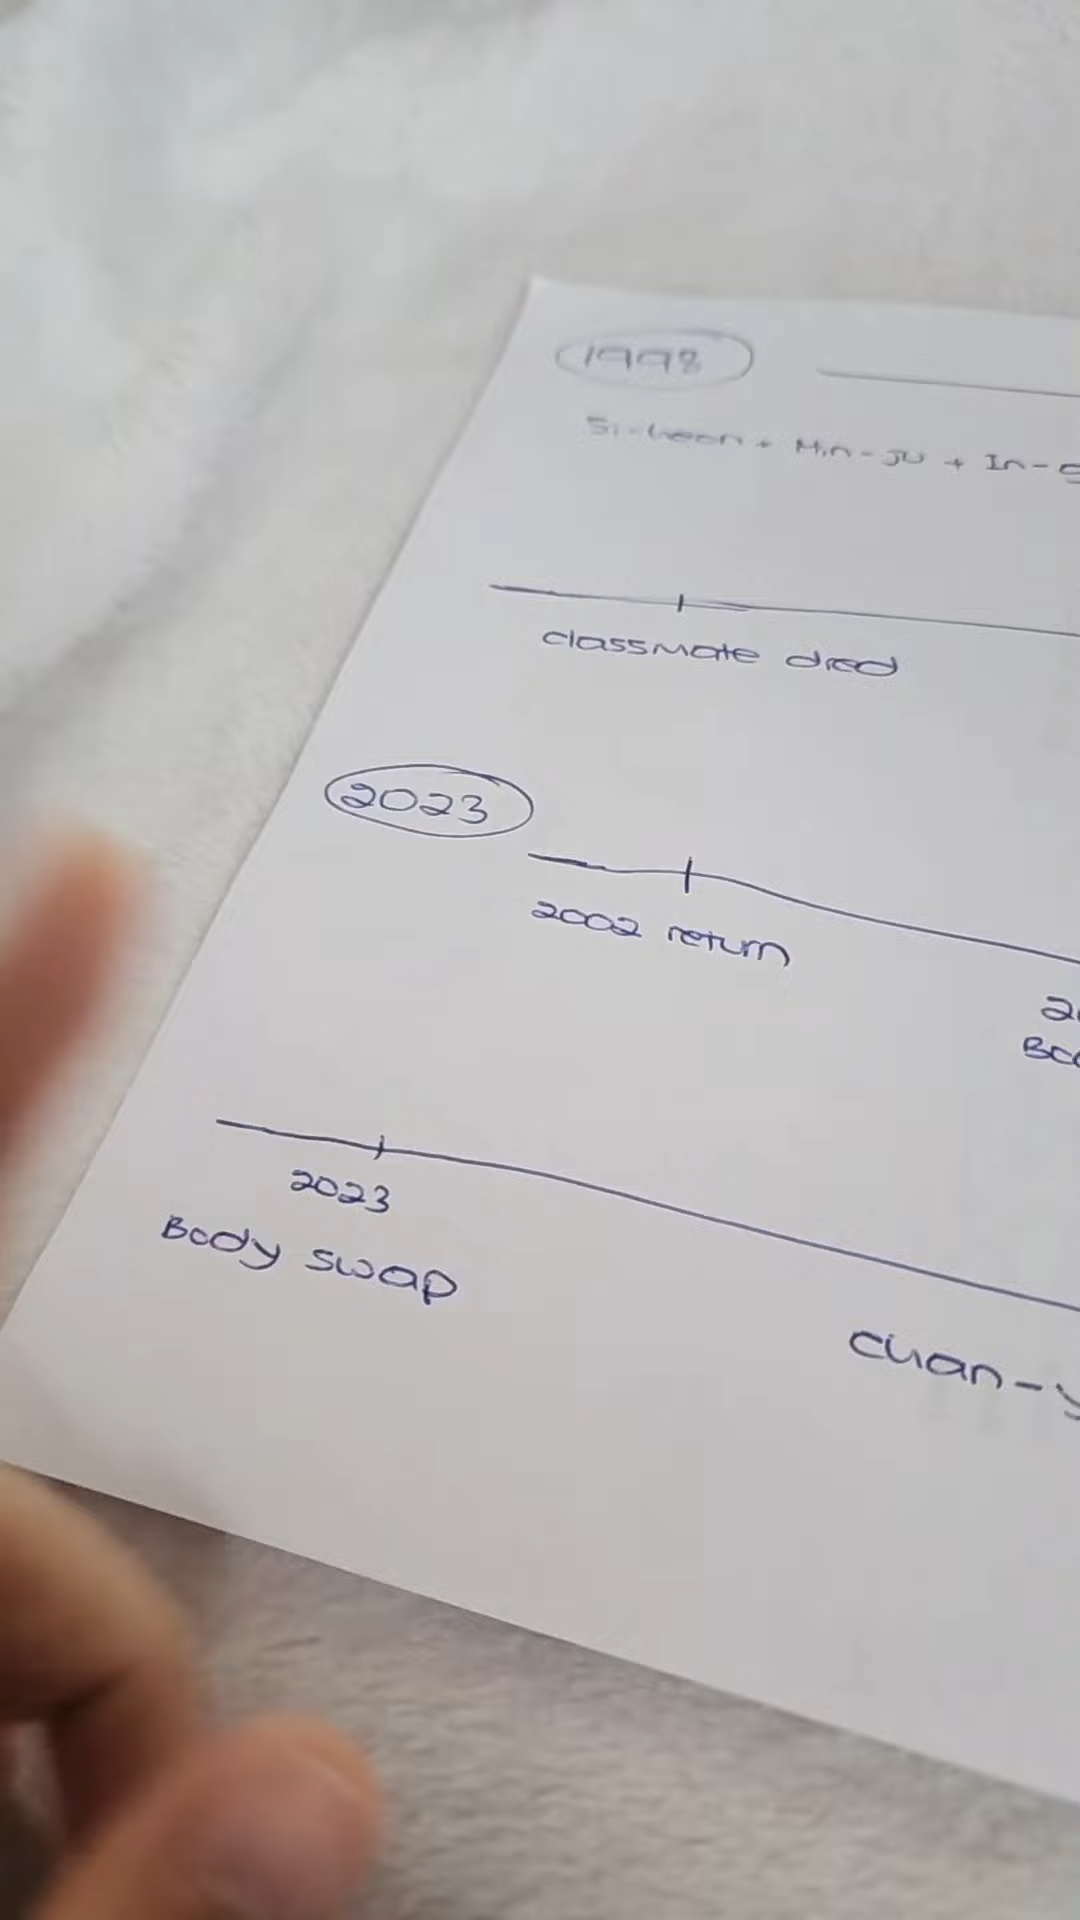 1998
Si-heon + Min-ju + In-
classmate died
2023
2002 return
2023
Body swap
Chan-y